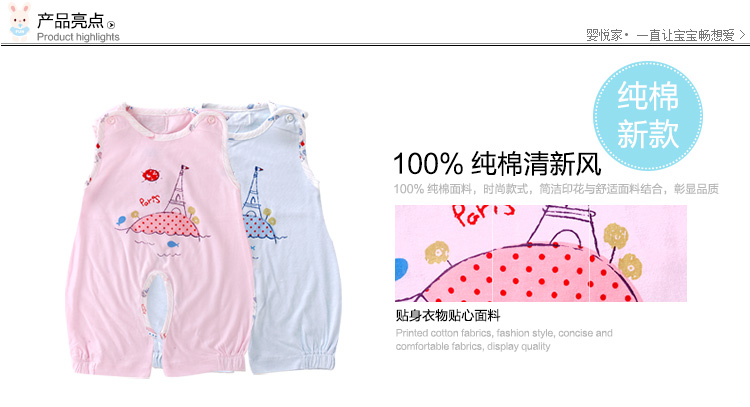 产品亮点
Product highlights
婴悦家• 一直让宝宝畅想爱 >
纯棉
新款
100% 纯棉清新风
100% 纯棉面料，时尚款式，简洁印花与舒适面料结合，彰显品质
Paris
Paris
贴身衣物贴心面料
Printed cotton fabrics, fashion style, concise and
comfortable fabrics, display quality